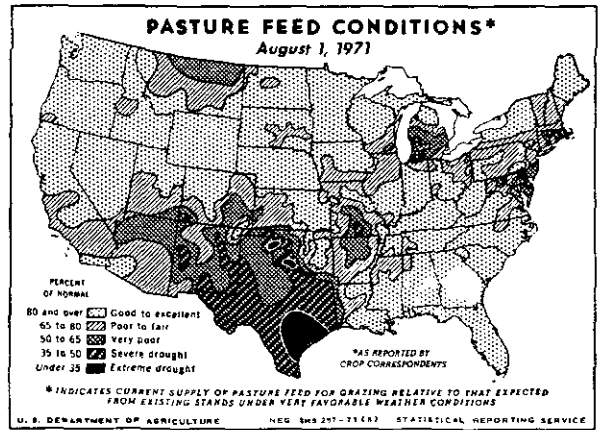 PASTURE FEED CONDITIONS*
August 1, 1971
PERCENT
OF NORMAL
80 and over Good to excellent
65 to 80 Poor to fair
50 to 65 Very poor
35 to 50 Severe drought
Under 35 Extreme drought
*AS REPORTED BY
CROP CORRESPONDENTS
* INDICATES CURRENT SUPPLY OF PASTURE FEED FOR GRAZING RELATIVE TO THAT EXPECTED
FROM EXISTING STANDS UNDER VERY FAVORABLE WEATHER CONDITIONS
U. S. DEPARTMENT OF AGRICULTURE NEG. STATISTICAL REPORTING SERVICE